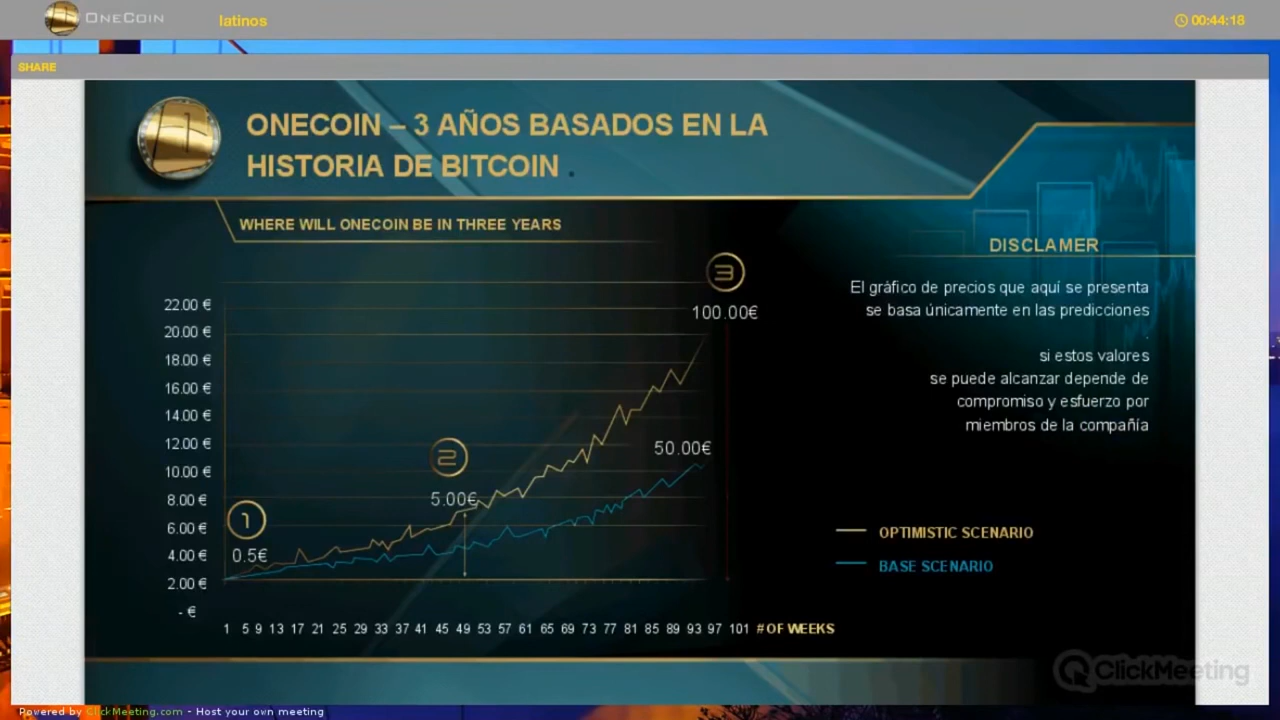 ONECOIN
latinos
00:44:18
SHARE
ONECOIN – 3 AÑOS BASADOS EN LA
HISTORIA DE BITCOIN .
WHERE WILL ONECOIN BE IN THREE YEARS
DISCLAMER
El gráfico de precios que aquí se presenta
se basa únicamente en las predicciones
.
si estos valores
se puede alcanzar depende de
compromiso y esfuerzo por
miembros de la compañía
3
100.00€
22.00 €
20.00 €
18.00 €
16.00 €
14.00 €
12.00 €
10.00 €
8.00 €
6.00 €
4.00 €
2.00 €
- €
50.00€
2
5.00€
1
0.5€
OPTIMISTIC SCENARIO
BASE SCENARIO
1 5 9 13 17 21 25 29 33 37 41 45 49 53 57 61 65 69 73 77 81 85 89 93 97 101 # OF WEEKS
ClickMeeting
Powered by ClickMeeting.com - Host your own meeting